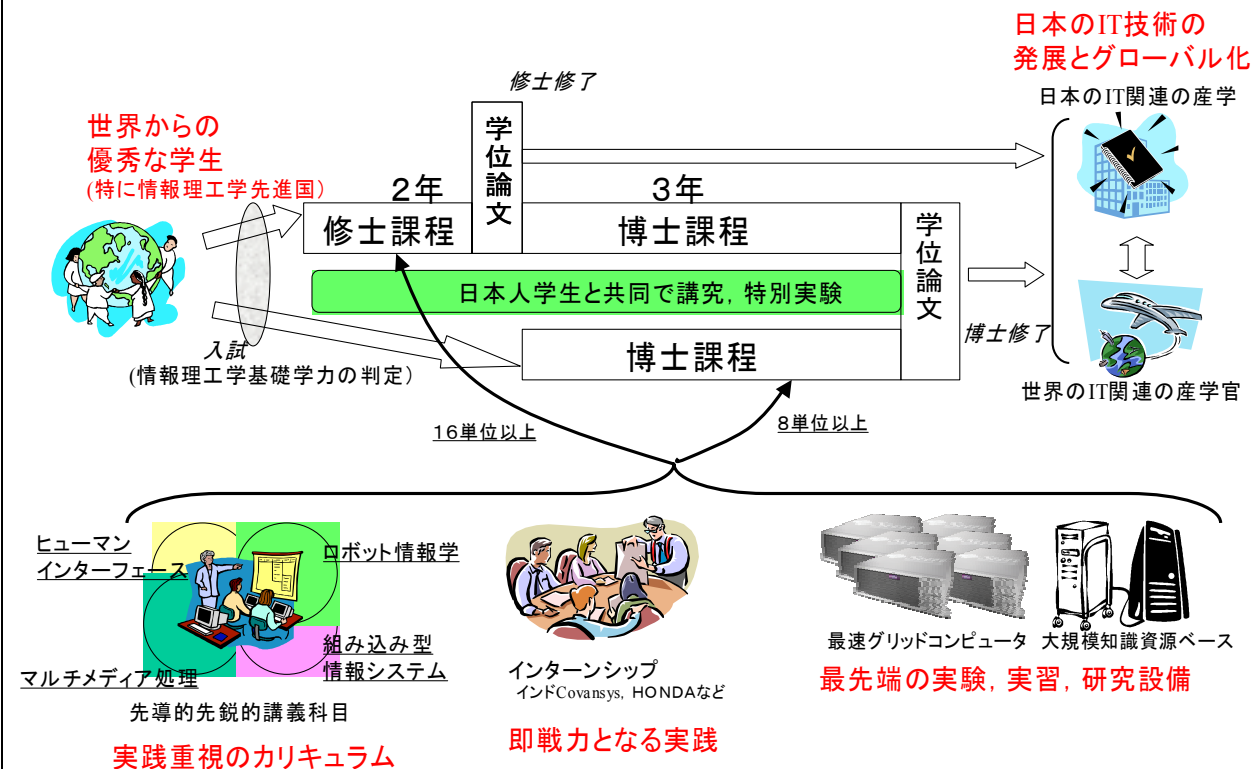 日本のIT技術の
発展とグローバル化
日本のIT関連の産学
修士修了
世界からの
優秀な学生
(特に情報理工学先進国)
学位論文
２年
３年
修士課程
博士課程
学位論文
日本人学生と共同で講究，特別実験
博士課程
博士修了
入試
(情報理工学基礎学力の判定)
世界のIT関連の産学官
16単位以上
8単位以上
ヒューマン
インターフェース
ロボット情報学
マルチメディア処理
組み込み型
情報システム
先導的先鋭的講義科目
実践重視のカリキュラム
インターンシップ
インドCovansys, HONDAなど
即戦力となる実践
最速グリッドコンピュータ
大規模知識資源ベース
最先端の実験，実習，研究設備